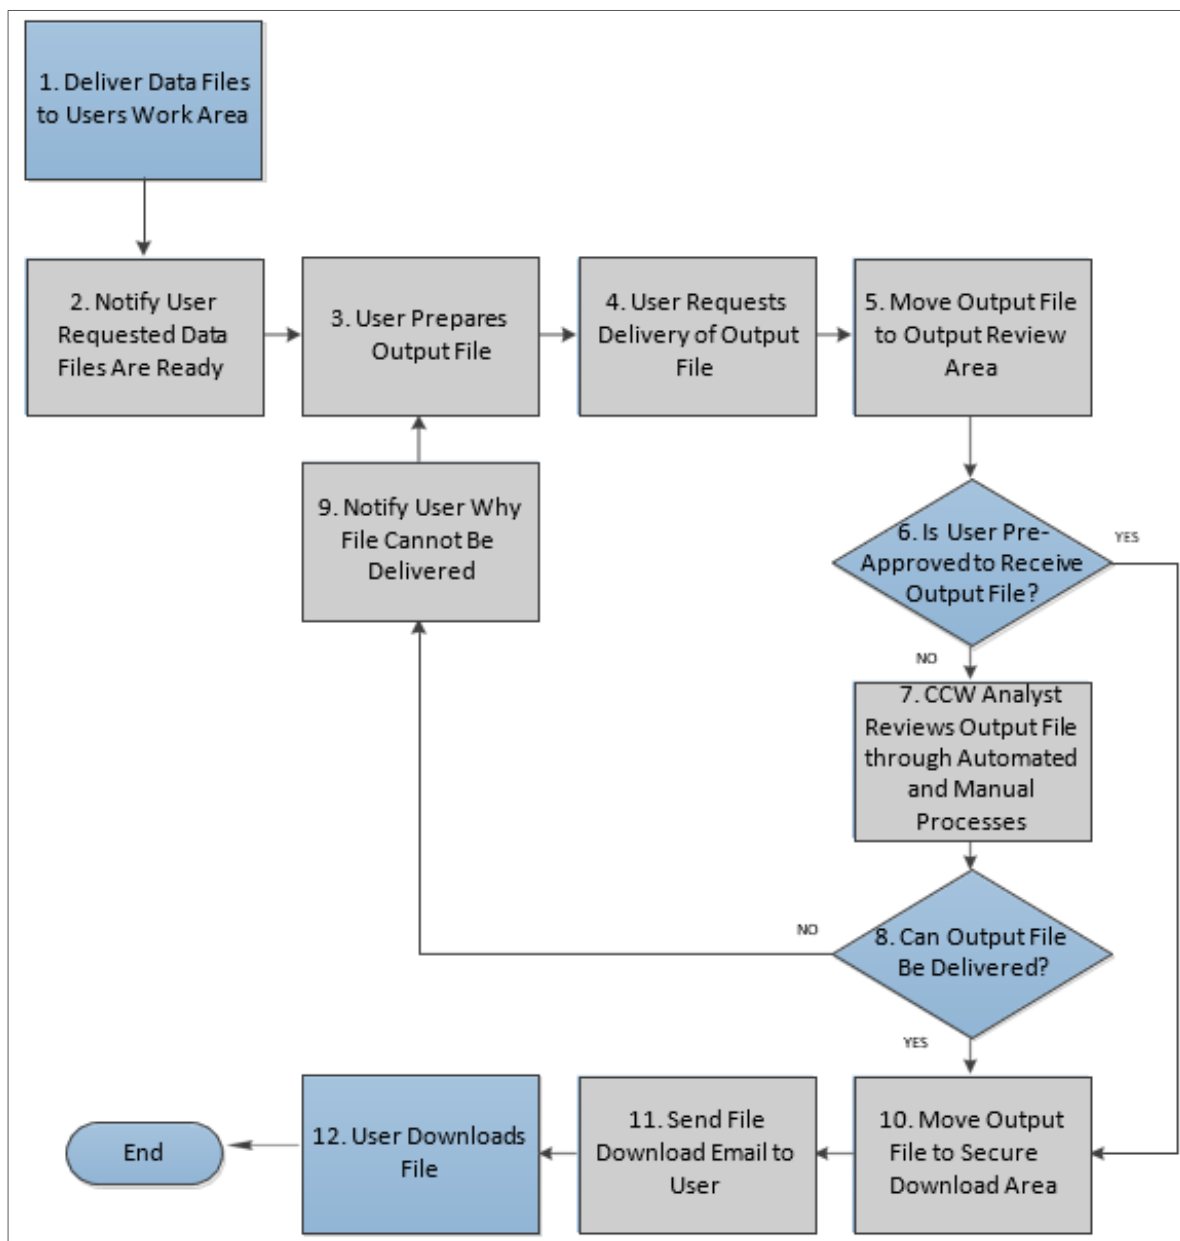 1. Deliver Data Files
to Users Work Area
2. Notify User
Requested Data
Files Are Ready
3. User Prepares
Output File
4. User Requests
Delivery of Output
File
5. Move Output File
to Output Review
Area
9. Notify User Why
File Cannot Be
Delivered
6. Is User Pre-
Approved to Receive
Output File?
YES
NO
7. CCW Analyst
Reviews Output File
through Automated
and Manual
Processes
NO
8. Can Output File
Be Delivered?
YES
End
12. User Downloads
File
11. Send File
Download Email to
User
10. Move Output
File to Secure
Download Area